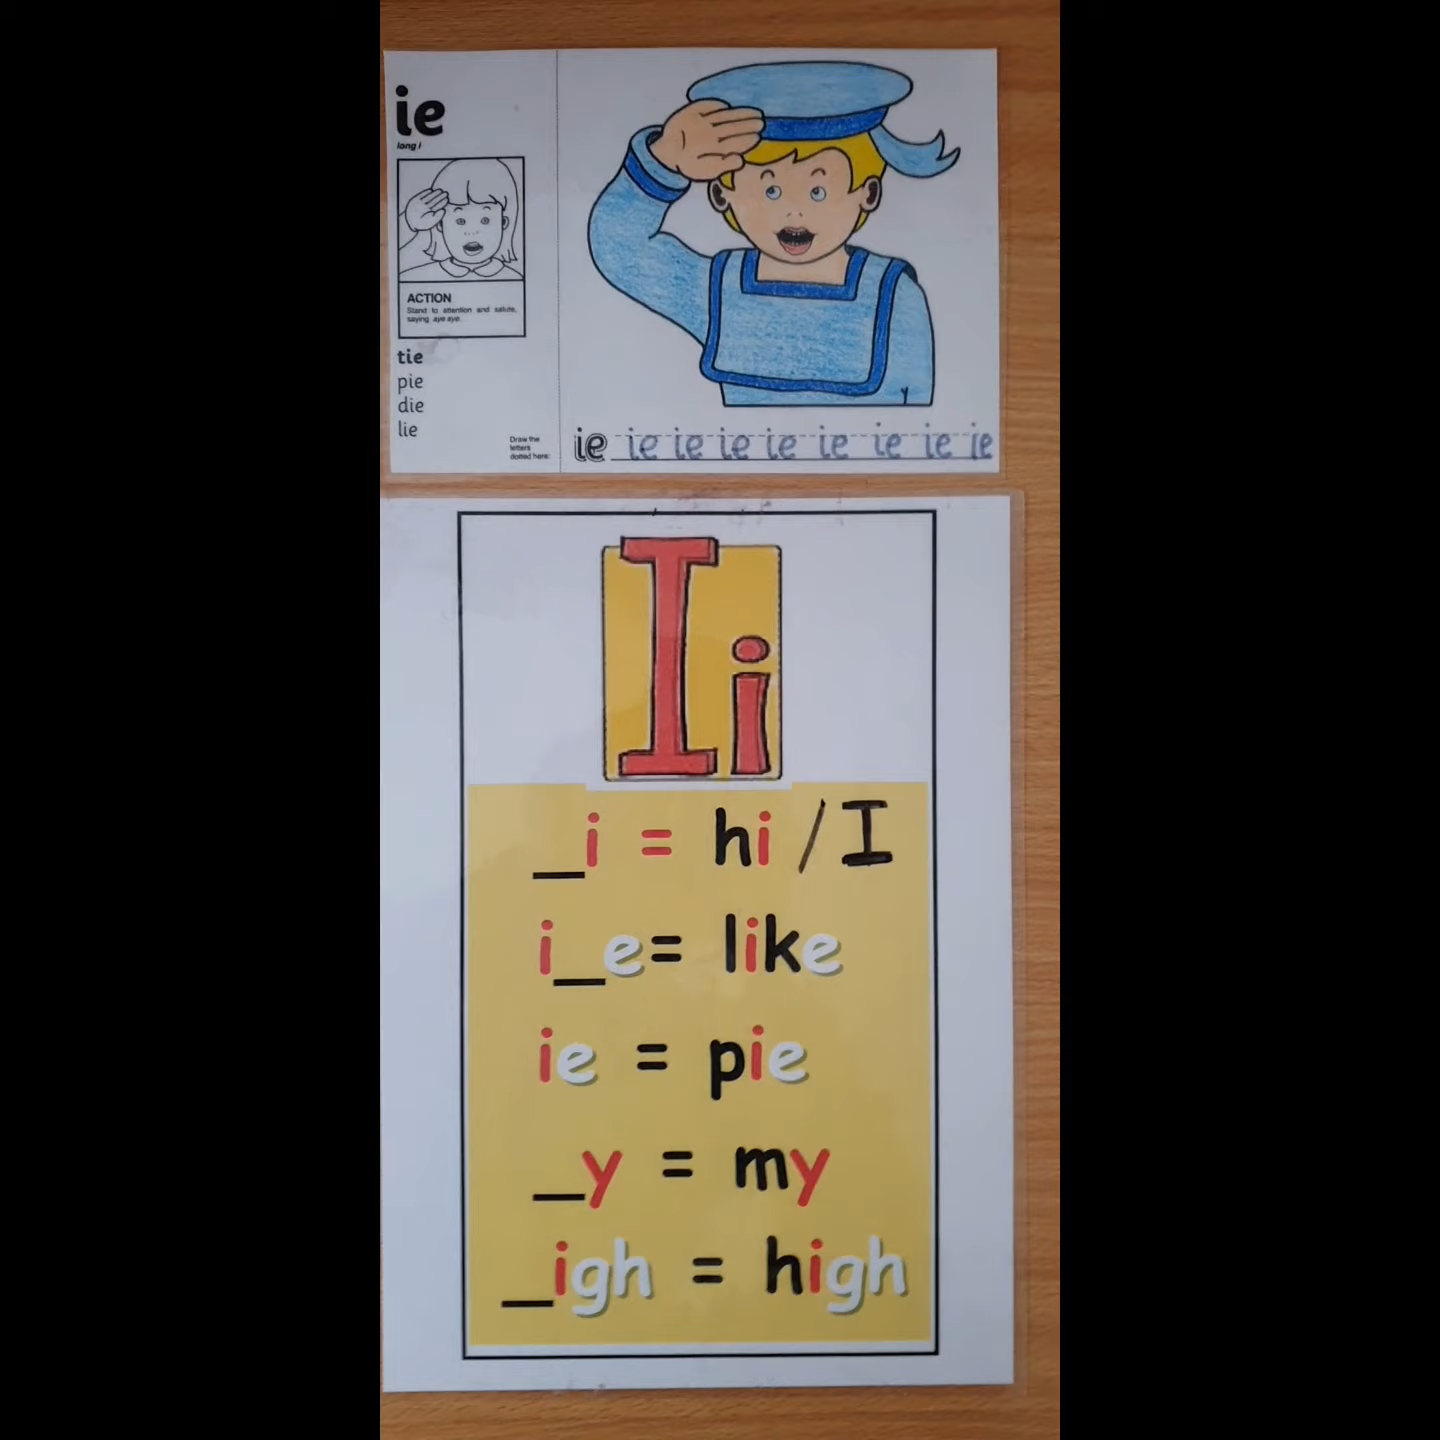 ie
long i
ACTION
Stand to attention and salute,
saying aye aye.
tie
pie
die
lie
Draw the
letters
dotted here:
ie ie ie ie ie ie ie ie ie
Ii
_i = hi / I
i_e= like
ie = pie
_y = my
_igh = high